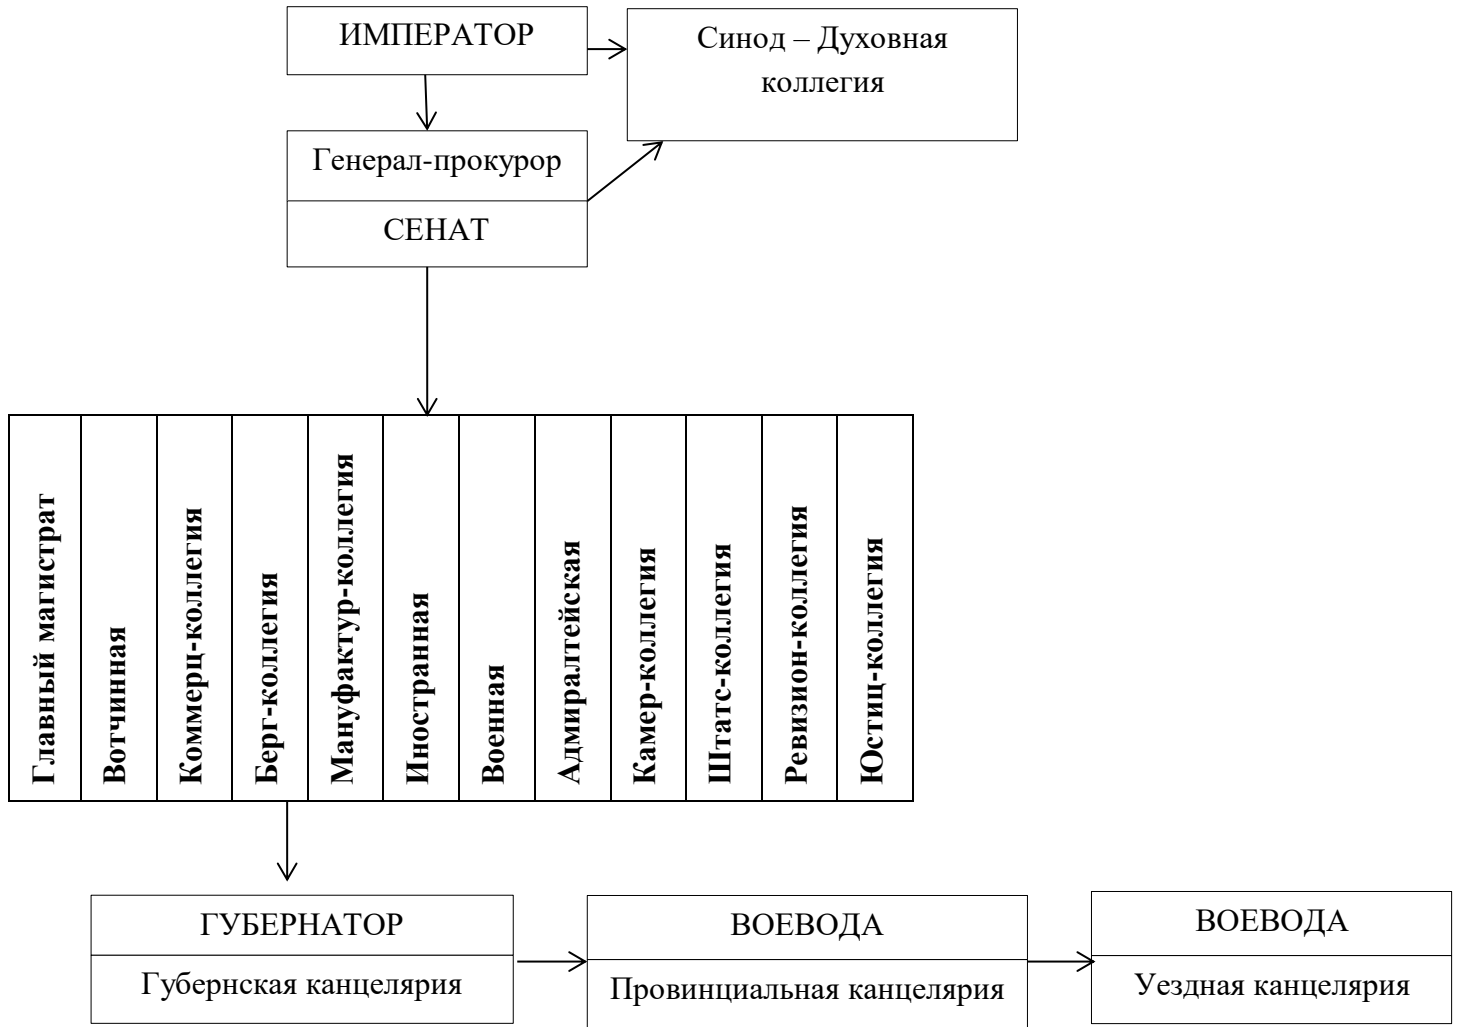 ИМПЕРАТОР
Синод – Духовная
коллегия
Генерал-прокурор
СЕНАТ
Главный магистрат
Вотчинная
Коммерц-коллегия
Берг-коллегия
Мануфактур-коллегия
Иностранная
Военная
Адмиралтейская
Камер-коллегия
Штатс-коллегия
Ревизион-коллегия
Юстиц-коллегия
ГУБЕРНАТОР
Губернская канцелярия
ВОЕВОДА
Провинциальная канцелярия
ВОЕВОДА
Уездная канцелярия